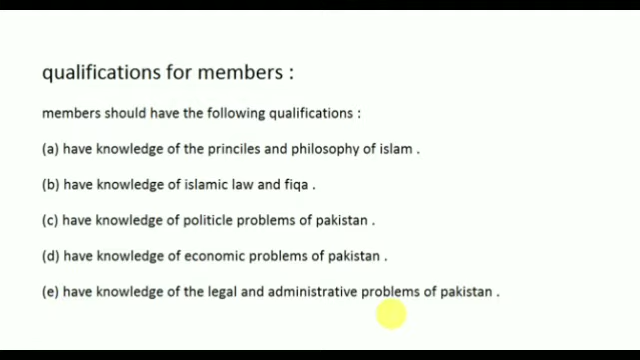 qualifications for members :
members should have the following qualifications :
(a) have knowledge of the princiles and philosophy of islam .
(b) have knowledge of islamic law and fiqa .
(c) have knowledge of politicle problems of pakistan .
(d) have knowledge of economic problems of pakistan .
(e) have knowledge of the legal and administrative problems of pakistan .